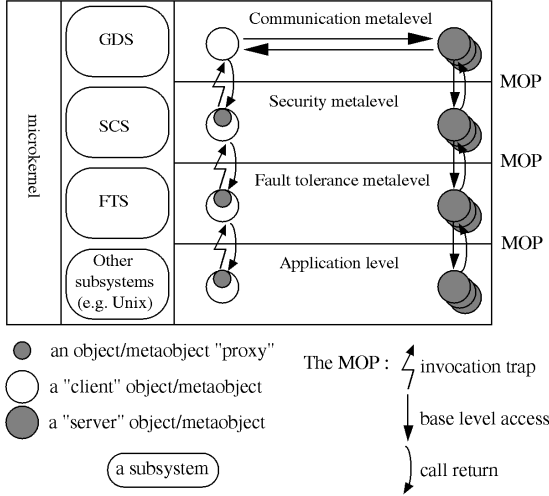 microkernel
GDS
SCS
FTS
Other
subsystems
(e.g. Unix)
Communication metalevel
MOP
Security metalevel
MOP
Fault tolerance metalevel
MOP
Application level
an object/metaobject "proxy"
a "client" object/metaobject
a "server" object/metaobject
a subsystem
The MOP :
invocation trap
base level access
call return